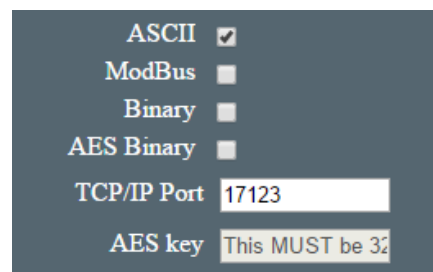 ASCII
ModBus
Binary
AES Binary
TCP/IP Port 17123
AES key This MUST be 32